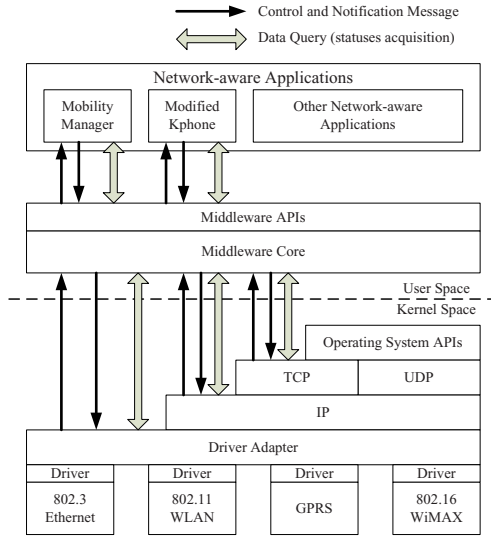 Control and Notification Message
Data Query (statuses acquisition)
Network-aware Applications
Mobility
Manager
Modified
Kphone
Other Network-aware
Applications
Middleware APIs
Middleware Core
User Space
Kernel Space
Operating System APIs
TCP
UDP
IP
Driver Adapter
Driver
Driver
Driver
Driver
802.3
Ethernet
802.11
WLAN
GPRS
802.16
WiMAX